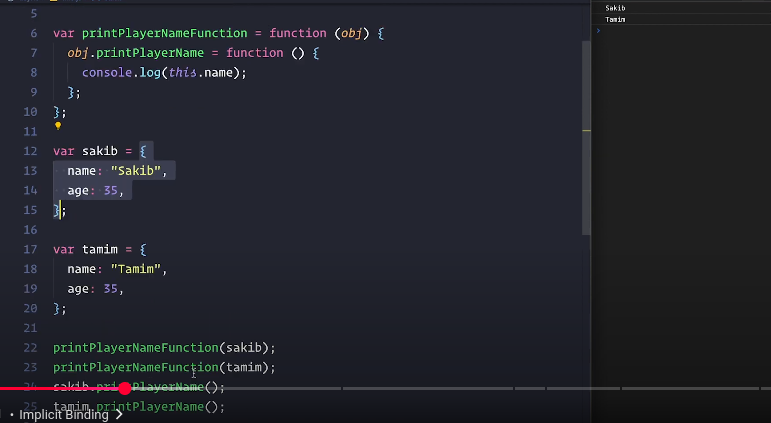 5
6 var printPlayerNameFunction = function (obj) {
7 obj.printPlayerName = function () {
8 console.log(this.name);
9 };
10 };
11
12 var sakib = {
13 name: "Sakib",
14 age: 35,
15 };
16
17 var tamim = {
18 name: "Tamim",
19 age: 35,
20 };
21
22 printPlayerNameFunction(sakib);
23 printPlayerNameFunction(tamim);
24 sakib.printPlayerName();
25 tamim.printPlayerName();
• Implicit Binding >
Sakib
Tamim
>